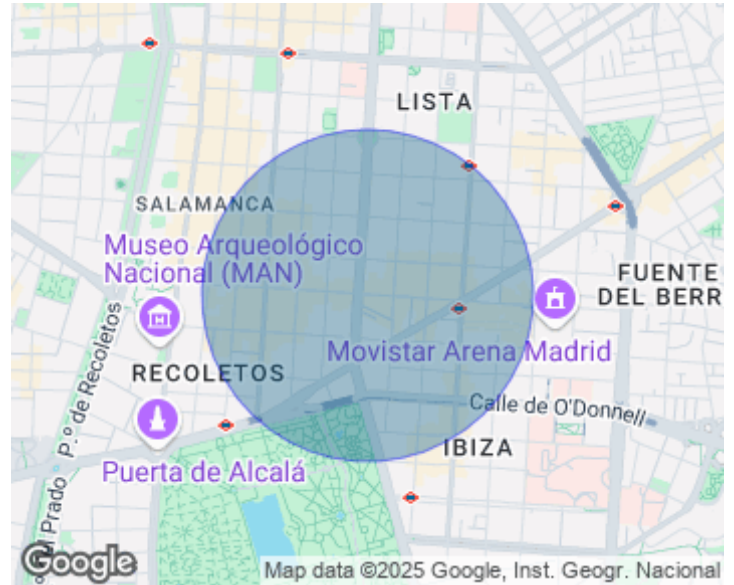 LISTA
SALAMANCA
Museo Arqueológico
Nacional (MAN)
FUENTE
DEL BERR
P.º de Recoletos
RECOLETOS
Movistar Arena Madrid
Calle de O'Donnell
IBIZA
Puerta de Alcalá
Prado
Google
Map data ©2025 Google, Inst. Geogr. Nacional